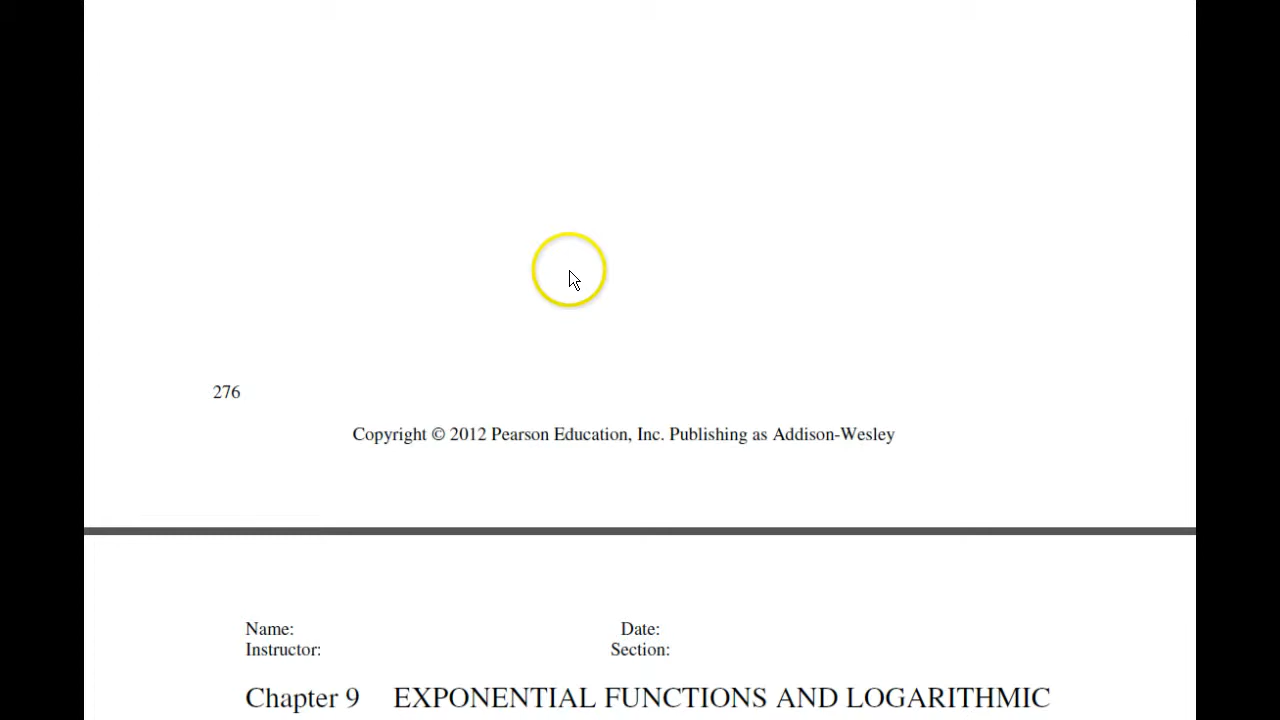 276
Copyright © 2012 Pearson Education, Inc. Publishing as Addison-Wesley
Name: Date:
Instructor: Section:
Chapter 9 EXPONENTIAL FUNCTIONS AND LOGARITHMIC